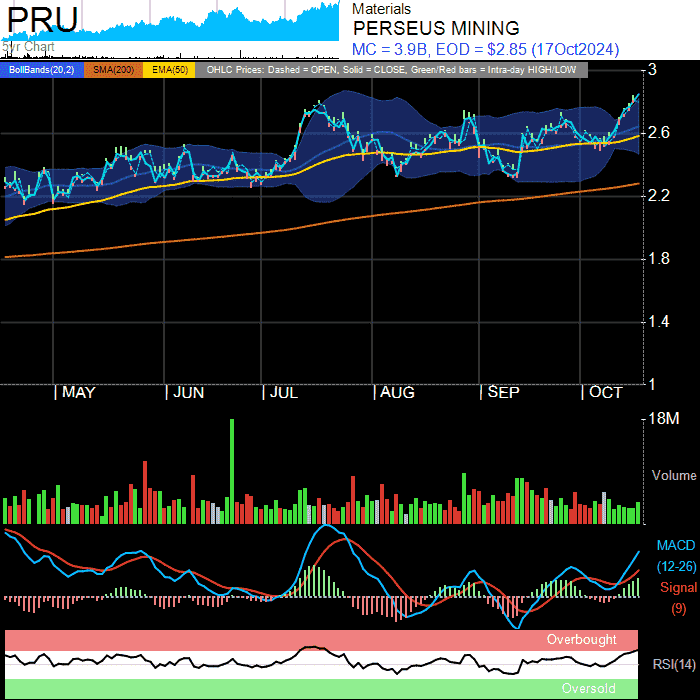 PRU
5yr Chart
Materials
PERSEUS MINING
MC = 3.9B, EOD = $2.85 (17Oct2024)
BollBands(20,2) SMA(200) EMA(50) OHLC Prices: Dashed = OPEN, Solid = CLOSE, Green/Red bars = Intra-day HIGH/LOW
3
2.6
2.2
1.8
1.4
1
MAY JUN JUL AUG SEP OCT
18M
Volume
MACD
(12-26)
Signal
(9)
Overbought
RSI(14)
Oversold